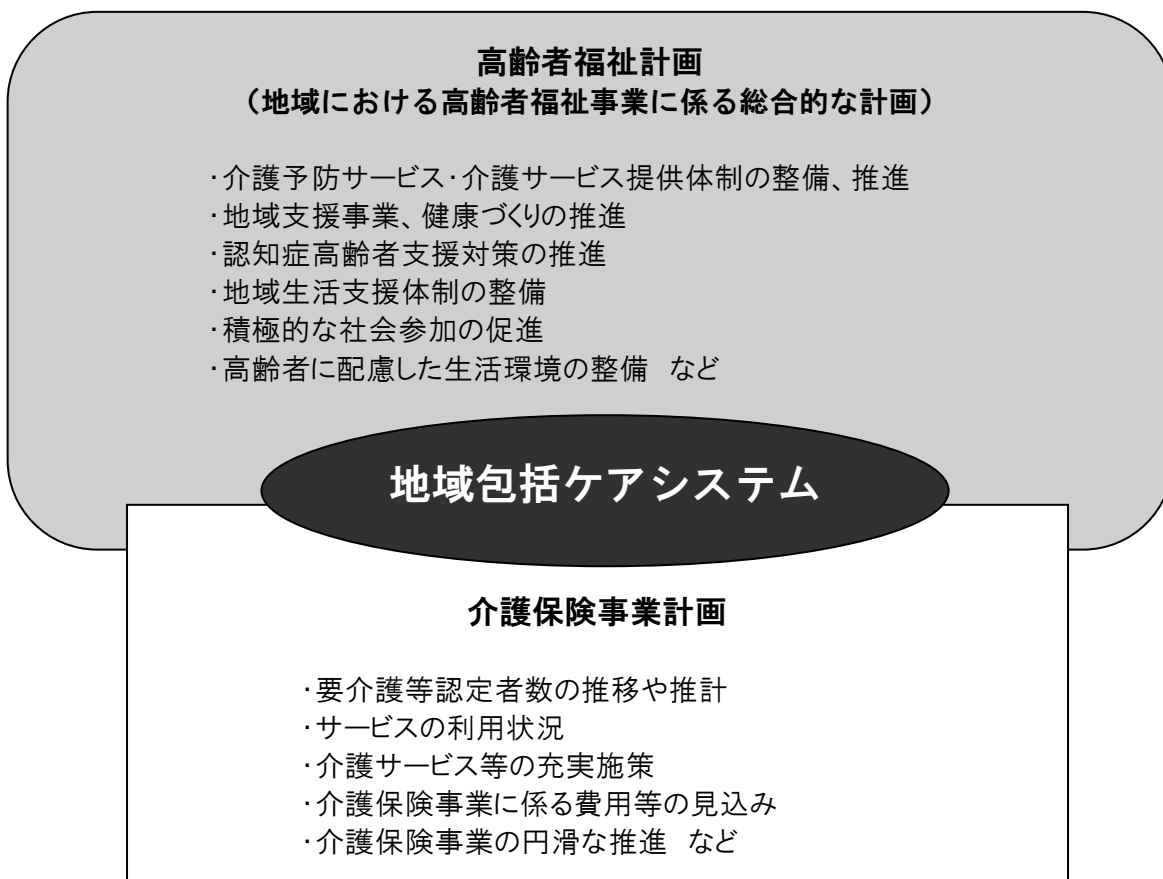 高齢者福祉計画
（地域における高齢者福祉事業に係る総合的な計画）
・介護予防サービス・介護サービス提供体制の整備、推進
・地域支援事業、健康づくりの推進
・認知症高齢者支援対策の推進
・地域生活支援体制の整備
・積極的な社会参加の促進
・高齢者に配慮した生活環境の整備　など
地域包括ケアシステム
介護保険事業計画
・要介護等認定者数の推移や推計
・サービスの利用状況
・介護サービス等の充実施策
・介護保険事業に係る費用等の見込み
・介護保険事業の円滑な推進　など